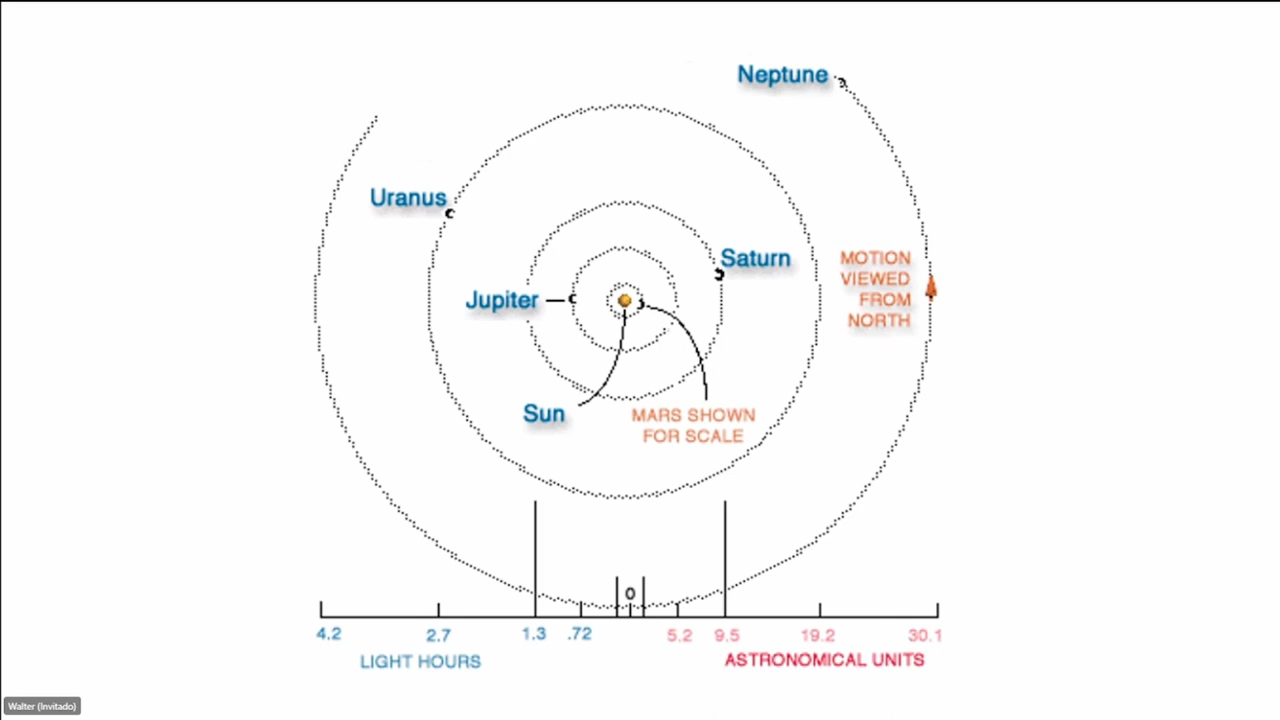 Neptune
Uranus
Saturn
MOTION
VIEWED
FROM
NORTH
Jupiter
Sun
MARS SHOWN
FOR SCALE
0
4.2 2.7 1.3 .72 5.2 9.5 19.2 30.1
LIGHT HOURS ASTRONOMICAL UNITS
Walter (Invitado)